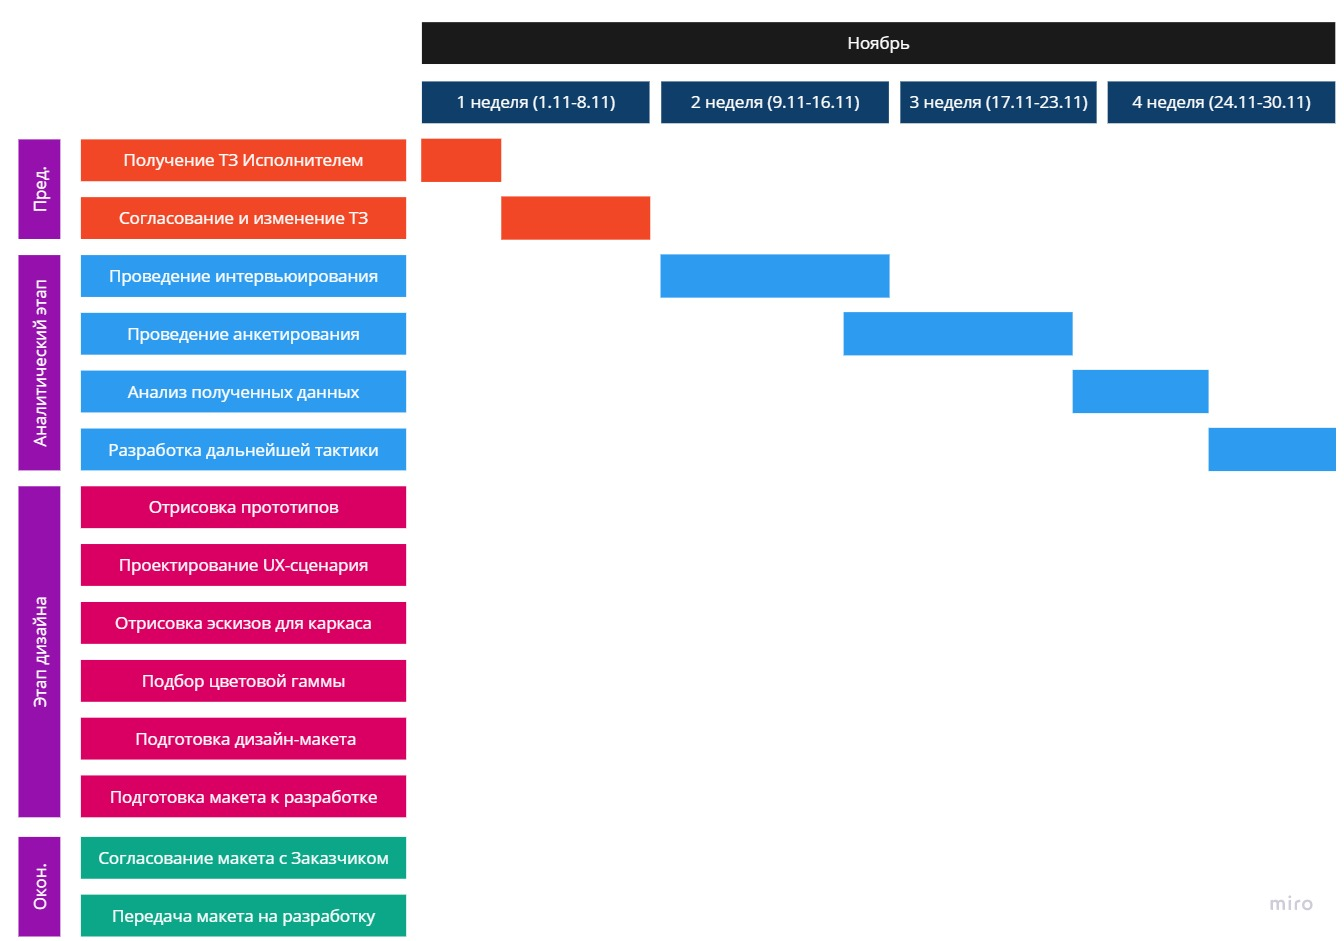 Ноябрь
1 неделя (1.11-8.11)
2 неделя (9.11-16.11)
3 неделя (17.11-23.11)
4 неделя (24.11-30.11)
Пред.
Получение ТЗ Исполнителем
Согласование и изменение ТЗ
Аналитический этап
Проведение интервьюирования
Проведение анкетирования
Анализ полученных данных
Разработка дальнейшей тактики
Этап дизайна
Отрисовка прототипов
Проектирование UX-сценария
Отрисовка эскизов для каркаса
Подбор цветовой гаммы
Подготовка дизайн-макета
Подготовка макета к разработке
Окон.
Согласование макета с Заказчиком
Передача макета на разработку
miro